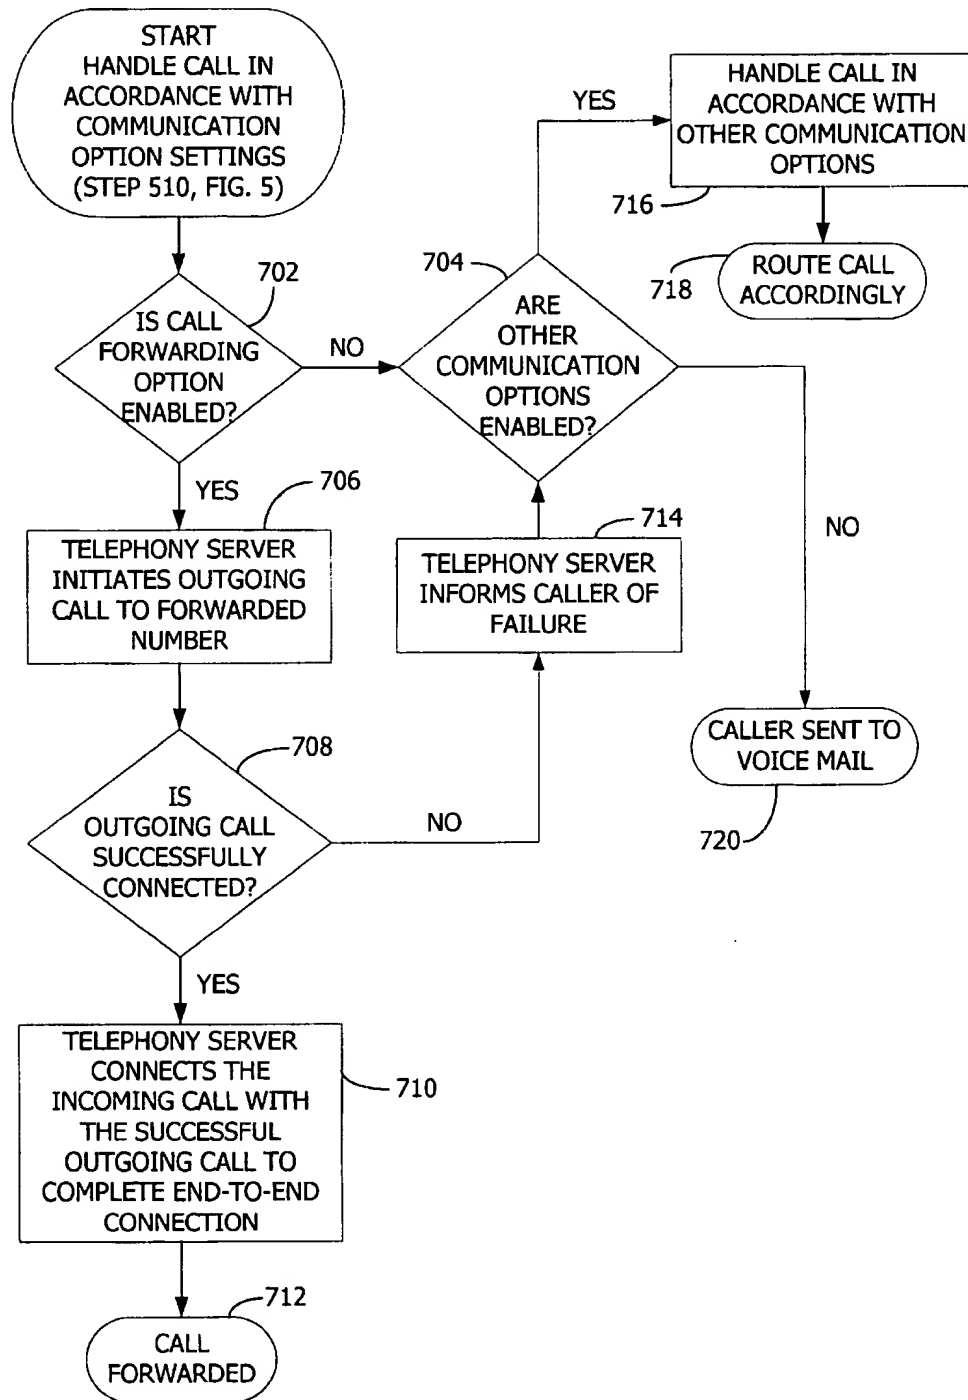 START
HANDLE CALL IN
ACCORDANCE WITH
COMMUNICATION
OPTION SETTINGS
(STEP 510, FIG. 5)
702
IS CALL
FORWARDING
OPTION
ENABLED?
NO
YES
704
ARE
OTHER
COMMUNICATION
OPTIONS
ENABLED?
YES
HANDLE CALL IN
ACCORDANCE WITH
OTHER COMMUNICATION
OPTIONS
716
718
ROUTE CALL
ACCORDINGLY
NO
706
TELEPHONY SERVER
INITIATES OUTGOING
CALL TO FORWARDED
NUMBER
714
TELEPHONY SERVER
INFORMS CALLER OF
FAILURE
CALLER SENT TO
VOICE MAIL
720
708
IS
OUTGOING CALL
SUCCESSFULLY
CONNECTED?
NO
YES
TELEPHONY SERVER
CONNECTS THE
INCOMING CALL WITH
THE SUCCESSFUL
OUTGOING CALL TO
COMPLETE END-TO-END
CONNECTION
710
712
CALL
FORWARDED